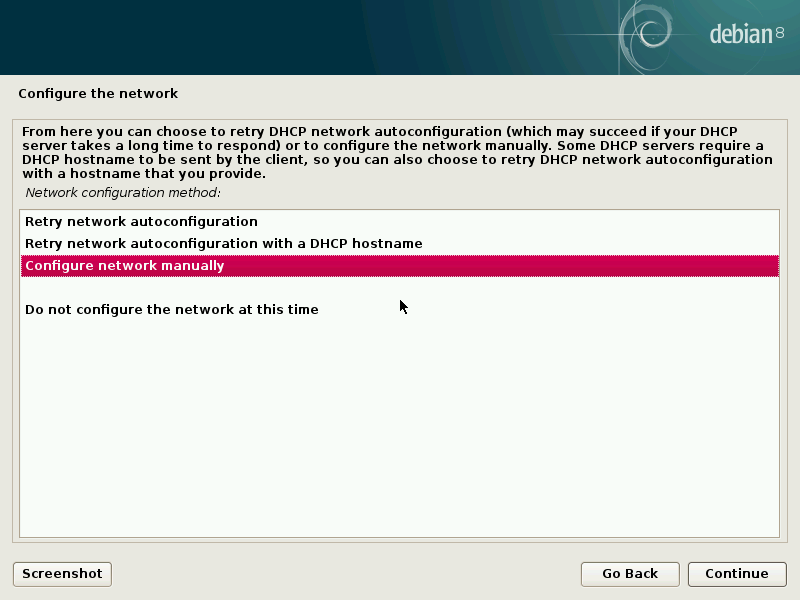 debian 8
Configure the network
From here you can choose to retry DHCP network autoconfiguration (which may succeed if your DHCP
server takes a long time to respond) or to configure the network manually. Some DHCP servers require a
DHCP hostname to be sent by the client, so you can also choose to retry DHCP network autoconfiguration
with a hostname that you provide.
Network configuration method:
Retry network autoconfiguration
Retry network autoconfiguration with a DHCP hostname
Configure network manually
Do not configure the network at this time
Screenshot
Go Back
Continue